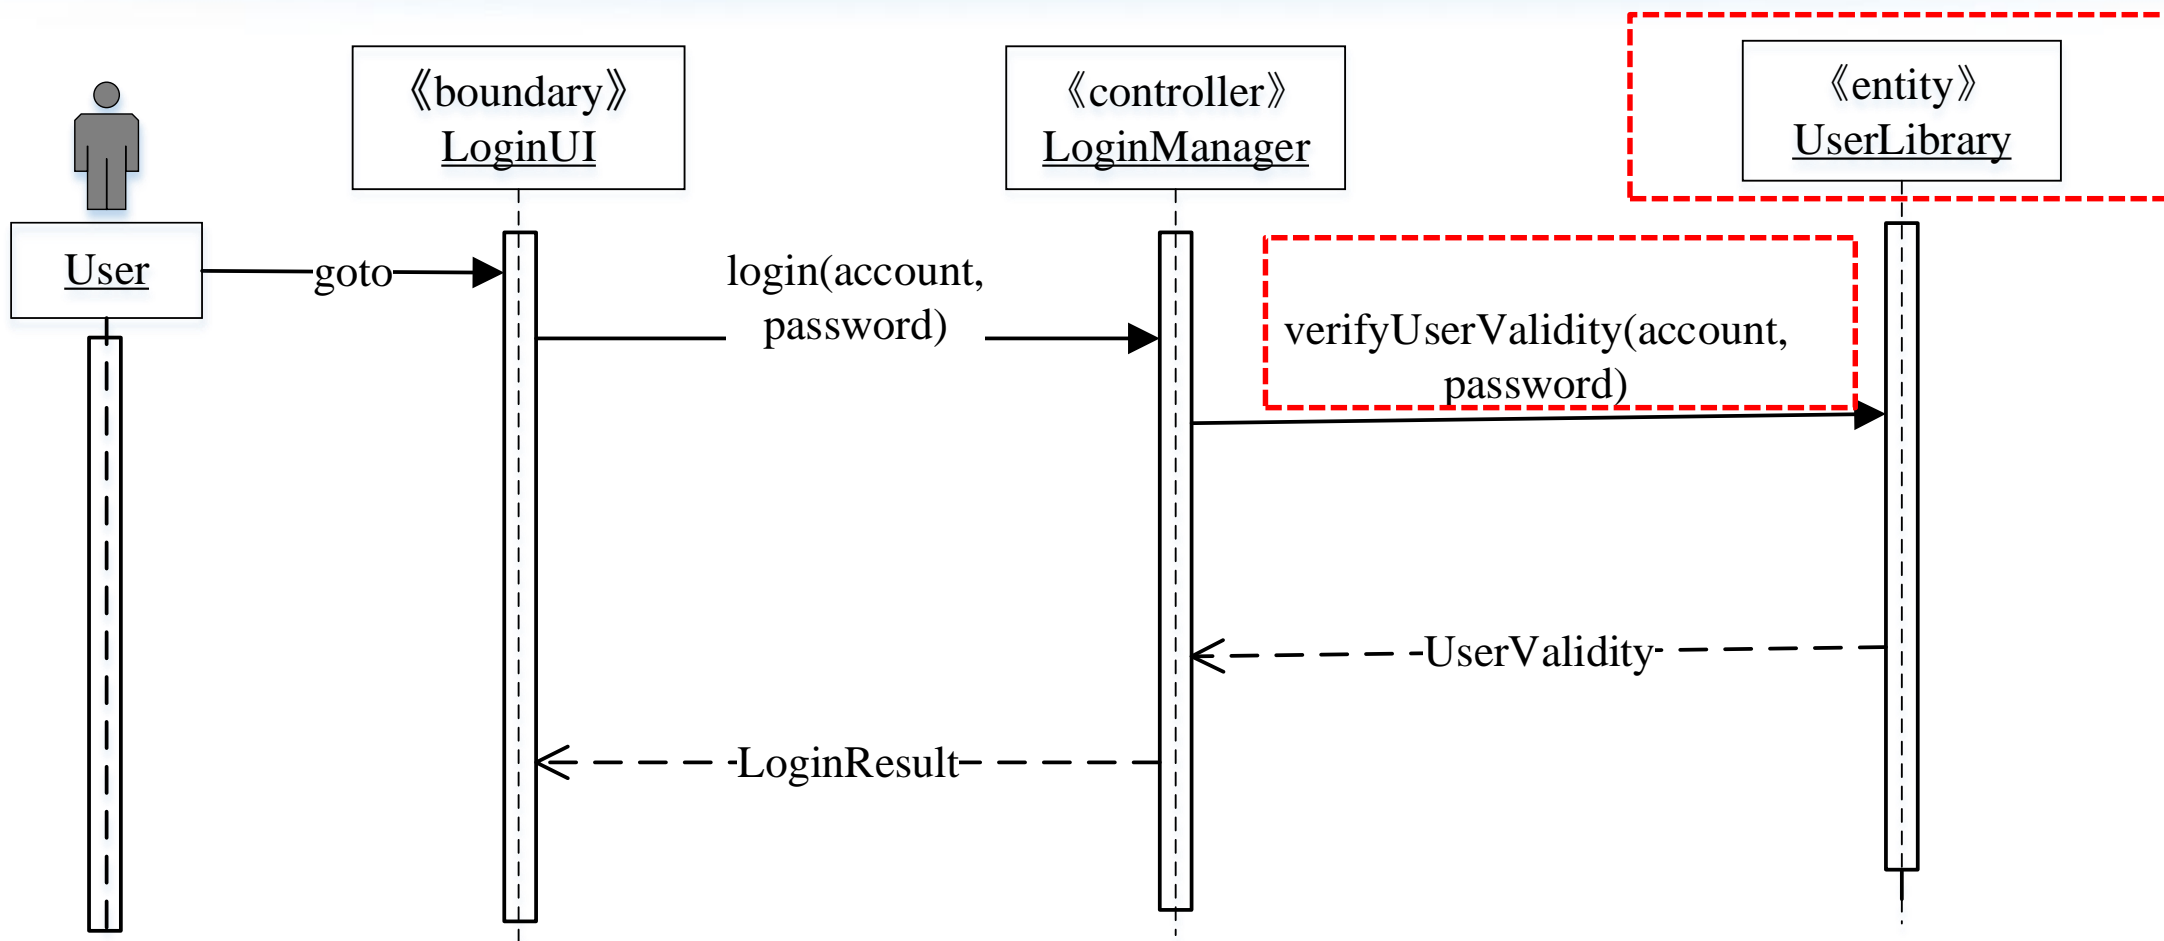 《boundary》
LoginUI
《controller》
LoginManager
《entity》
UserLibrary
User
goto
login(account,
password)
verifyUserValidity(account,
password)
UserValidity
LoginResult